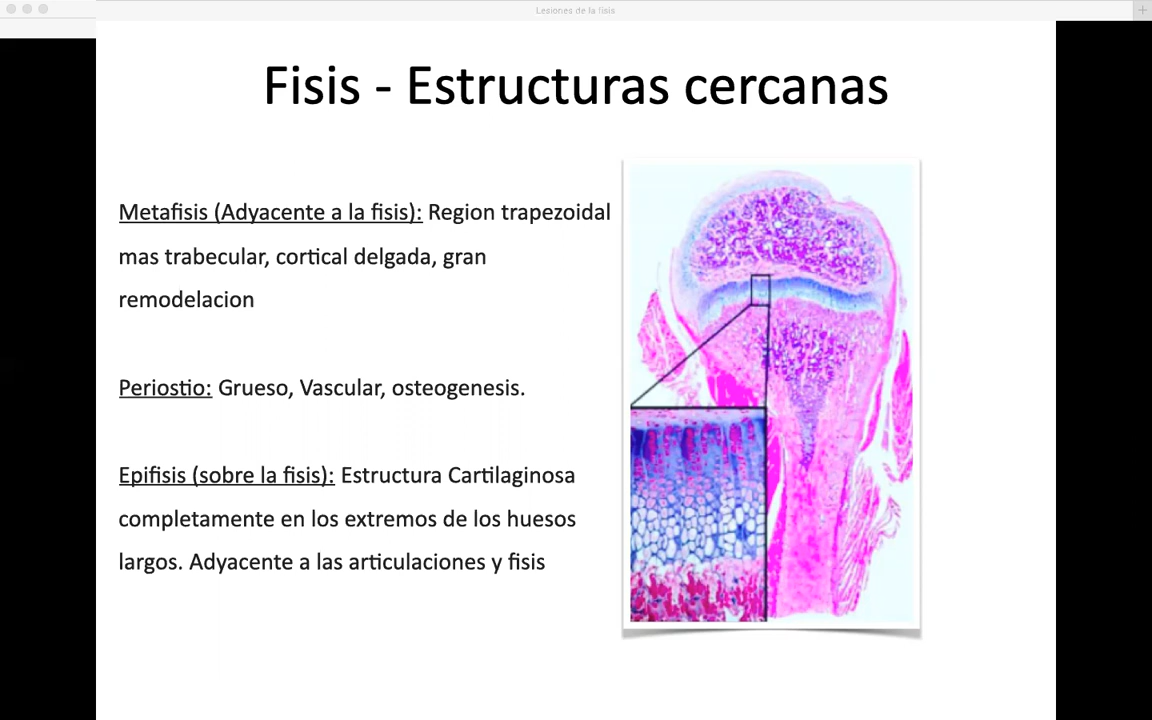 Lesiones de la fisis
Fisis - Estructuras cercanas
Metafisis (Adyacente a la fisis): Region trapezoidal
mas trabecular, cortical delgada, gran
remodelacion
Periostio: Grueso, Vascular, osteogenesis.
Epifisis (sobre la fisis): Estructura Cartilaginosa
completamente en los extremos de los huesos
largos. Adyacente a las articulaciones y fisis